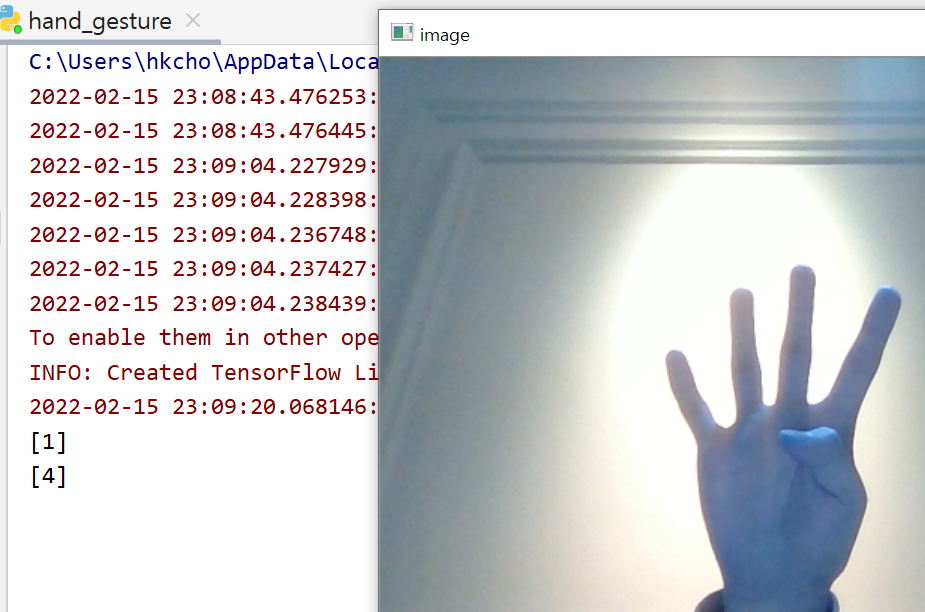 hand_gesture
image
C:\Users\hkcho\AppData\Loca
2022-02-15 23:08:43.476253:
2022-02-15 23:08:43.476445:
2022-02-15 23:09:04.227929:
2022-02-15 23:09:04.228398:
2022-02-15 23:09:04.236748:
2022-02-15 23:09:04.237427:
2022-02-15 23:09:04.238439:
To enable them in other ope
INFO: Created TensorFlow Li
2022-02-15 23:09:20.068146:
[1]
[4]